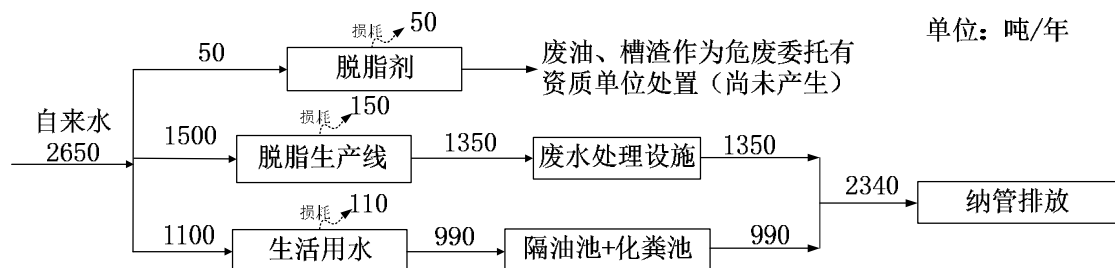 单位：吨/年
损耗 50
50
脱脂剂
废油、槽渣作为危废委托有
资质单位处置（尚未产生）
自来水
2650
损耗 150
1500
脱脂生产线
1350
废水处理设施
1350
2340
纳管排放
损耗 110
1100
生活用水
990
隔油池+化粪池
990